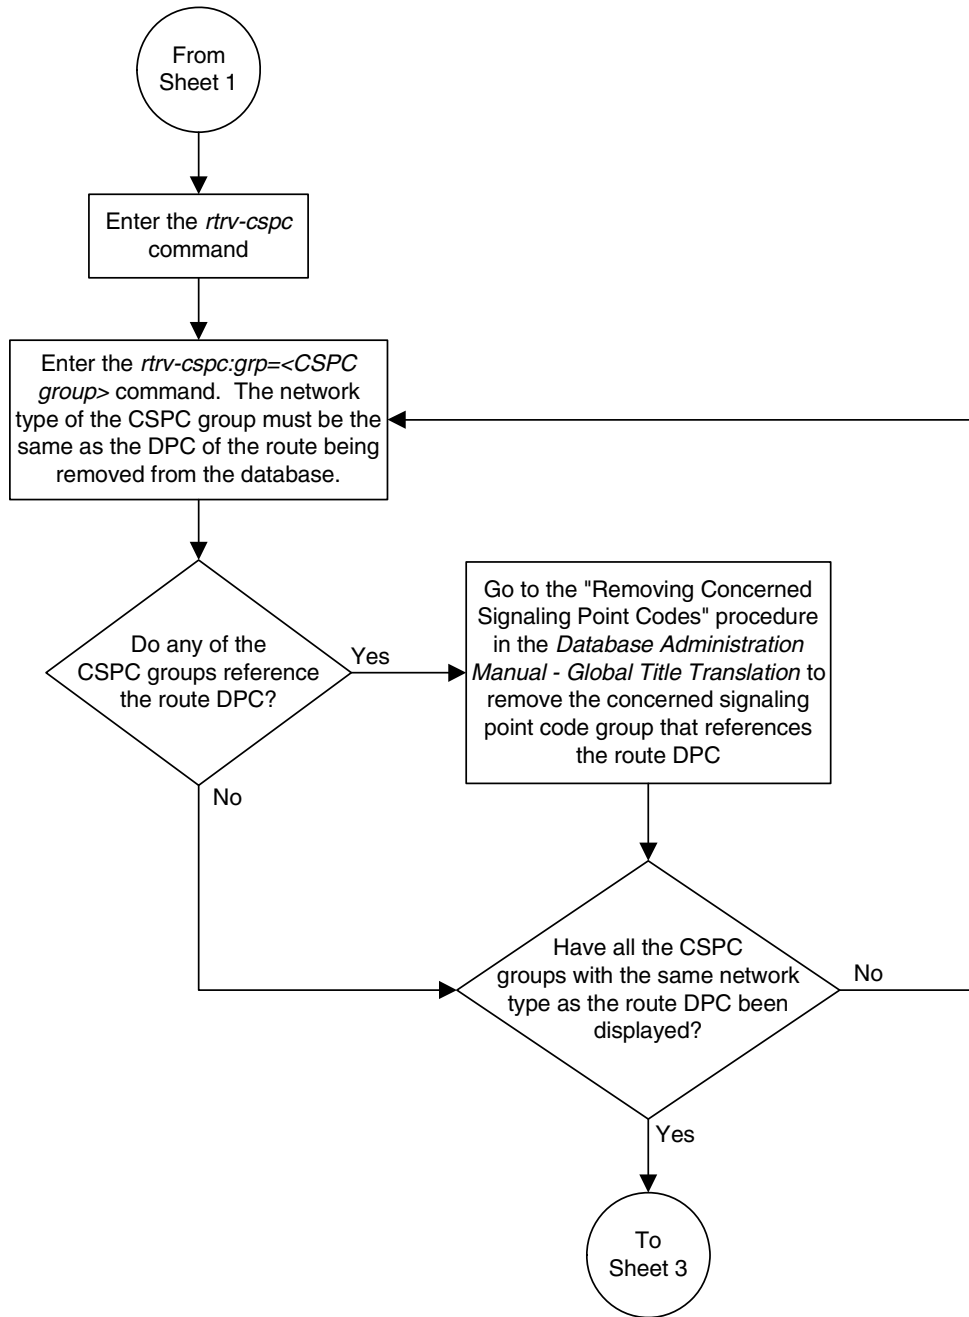 From
Sheet 1
Enter the rtrv-cspc
command
Enter the rtrv-cspc:grp=<CSPC
group> command.  The network
type of the CSPC group must be the
same as the DPC of the route being
removed from the database.
Do any of the
CSPC groups reference
the route DPC?
Yes
No
Go to the "Removing Concerned
Signaling Point Codes" procedure
in the Database Administration
Manual - Global Title Translation to
remove the concerned signaling
point code group that references
the route DPC
Have all the CSPC
groups with the same network
type as the route DPC been
displayed?
No
Yes
To
Sheet 3